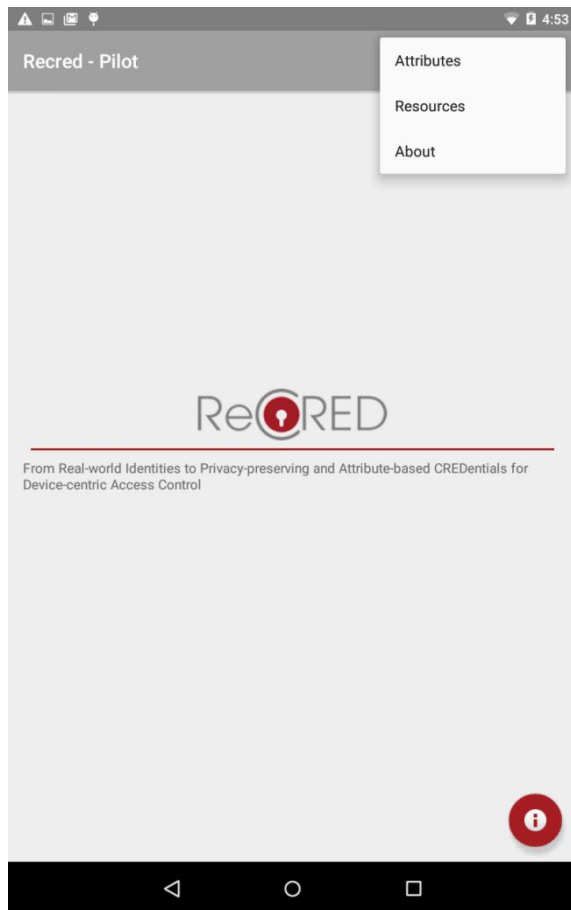 4:53
Recred - Pilot
Attributes
Resources
About
ReCRED
From Real-world Identities to Privacy-preserving and Attribute-based CREDentials for
Device-centric Access Control